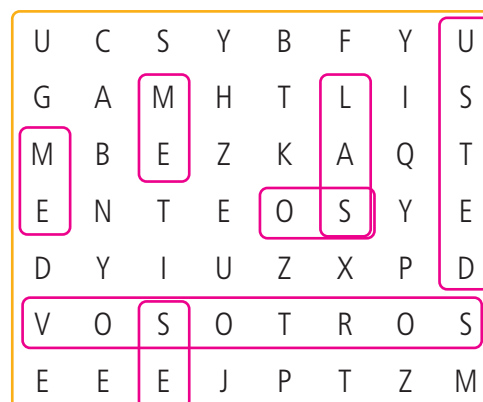 U C S Y B F Y U
G A M H T L I S
M B E Z K A Q T
E N T E O S Y E
D Y I U Z X P D
V O S O T R O S
E E E J P T Z M